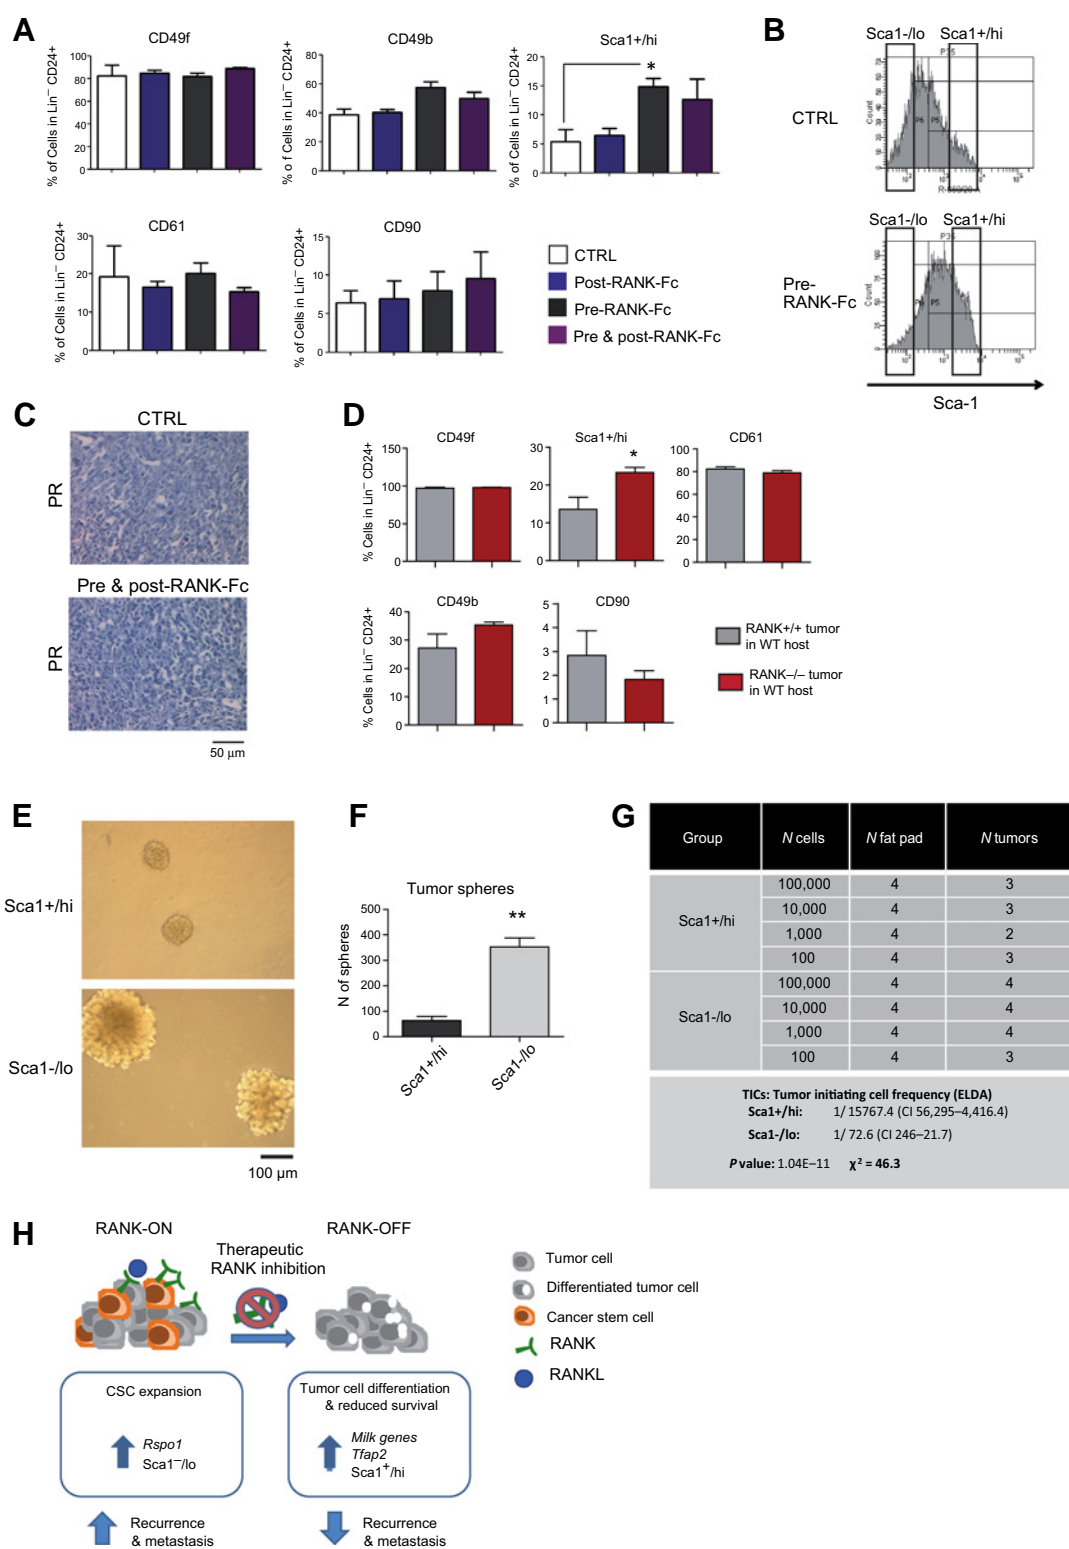 A
CD49f
% of Cells in Lin⁻ CD24+
100
80
60
40
20
0
CD49b
% o f Cells in Lin⁻ CD24+
80
60
40
20
0
Sca1+/hi
% of Cells in Lin⁻ CD24+
20
15
10
5
0
*
CD61
% of Cells in Lin⁻ CD24+
30
20
10
0
CD90
% of Cells in Lin⁻ CD24+
15
10
5
0
CTRL
Post-RANK-Fc
Pre-RANK-Fc
Pre & post-RANK-Fc
B
Sca1-/lo
Sca1+/hi
CTRL
Count
P6
P5
Sca1-/lo
Sca1+/hi
Pre-
RANK-Fc
Count
P6
P5
Sca-1
C
CTRL
PR
Pre & post-RANK-Fc
PR
50 µm
D
CD49f
% Cells in Lin⁻ CD24+
150
100
50
0
Sca1+/hi
30
20
10
0
*
CD61
100
80
60
40
20
0
CD49b
% Cells in Lin⁻ CD24+
40
30
20
10
0
CD90
5
4
3
2
1
0
RANK+/+ tumor
in WT host
RANK–/– tumor
in WT host
E
Sca1+/hi
Sca1-/lo
100 µm
F
Tumor spheres
N of spheres
500
400
300
200
100
0
**
Sca1+/hi
Sca1-/lo
G
Group N cells N fat pad N tumors
Sca1+/hi
100,000 4 3
10,000 4 3
1,000 4 2
100 4 3
Sca1-/lo
100,000 4 4
10,000 4 4
1,000 4 4
100 4 3
TICs: Tumor initiating cell frequency (ELDA)
Sca1+/hi: 1/ 15767.4 (CI 56,295–4,416.4)
Sca1-/lo: 1/ 72.6 (CI 246–21.7)
P value: 1.04E–11 χ² = 46.3
H
RANK-ON
RANK-OFF
Therapeutic
RANK inhibition
Tumor cell
Differentiated tumor cell
Cancer stem cell
RANK
RANKL
CSC expansion
Rspo1
Sca1⁻/lo
Tumor cell differentiation
& reduced survival
Milk genes
Tfap2
Sca1⁺/hi
Recurrence
& metastasis
Recurrence
& metastasis